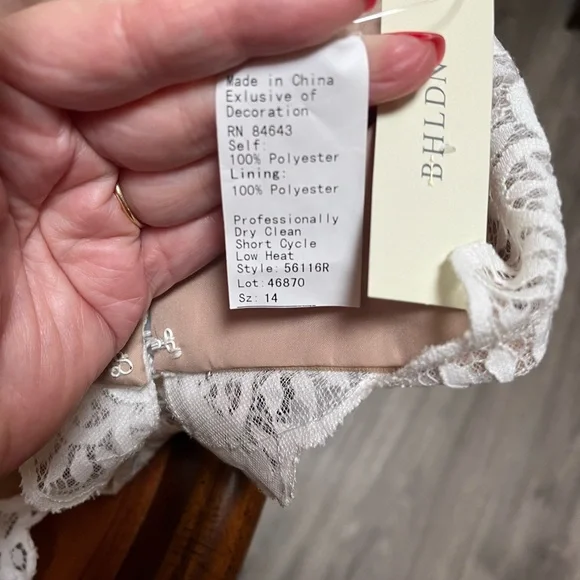 Made in China
Exlusive of
Decoration
RN 84643
Self:
100% Polyester
Lining:
100% Polyester
Professionally
Dry Clean
Short Cycle
Low Heat
Style: 56116R
Lot: 46870
Sz: 14
BHLDN